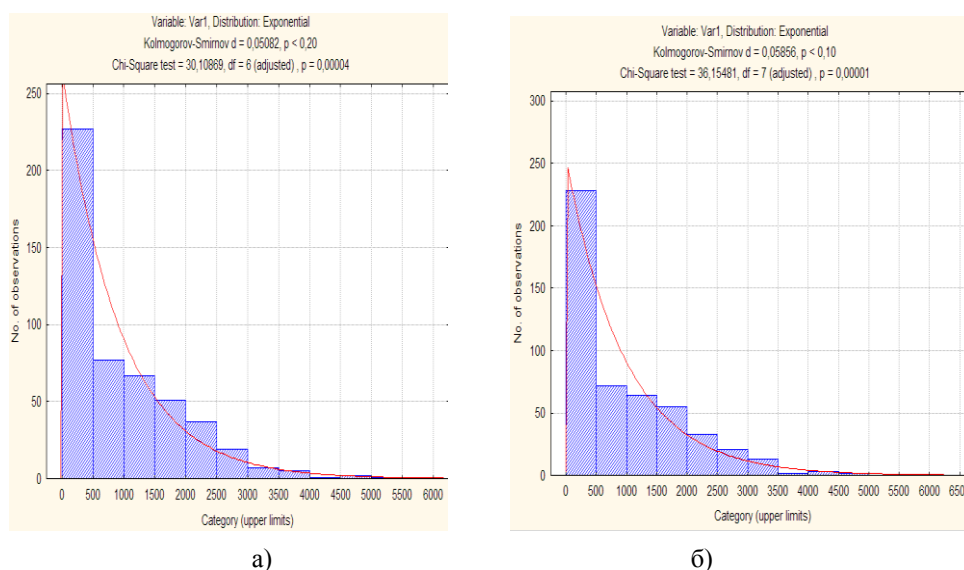 Variable: Var1, Distribution: Exponential
Kolmogorov-Smirnov d = 0,05082, p < 0,20
Chi-Square test = 30,10869, df = 6 (adjusted) , p = 0,00004
250
200
150
100
50
0
No. of observations
0 500 1000 1500 2000 2500 3000 3500 4000 4500 5000 5500 6000
Category (upper limits)
а)
Variable: Var1, Distribution: Exponential
Kolmogorov-Smirnov d = 0,05856, p < 0,10
Chi-Square test = 36,15481, df = 7 (adjusted) , p = 0,00001
300
250
200
150
100
50
0
No. of observations
0 500 1000 1500 2000 2500 3000 3500 4000 4500 5000 5500 6000 650
Category (upper limits)
б)